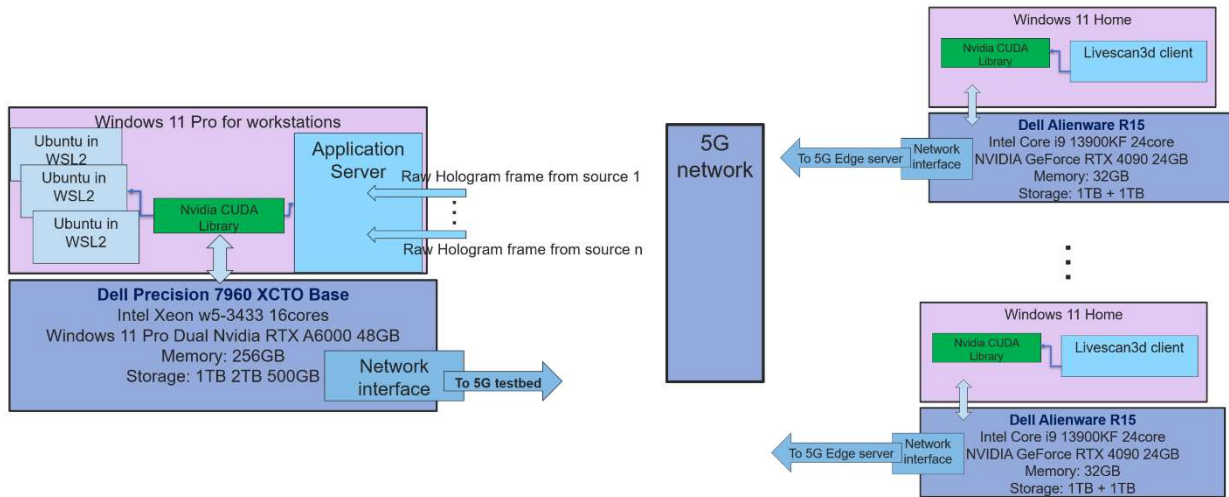 Windows 11 Pro for workstations
Ubuntu in
WSL2
Ubuntu in
WSL2
Ubuntu in
WSL2
Nvidia CUDA
Library
Application
Server
Raw Hologram frame from source 1
Raw Hologram frame from source n
Dell Precision 7960 XCTO Base
Intel Xeon w5-3433 16cores
Windows 11 Pro Dual Nvidia RTX A6000 48GB
Memory: 256GB
Storage: 1TB 2TB 500GB
Network
interface
To 5G testbed
5G
network
Windows 11 Home
Nvidia CUDA
Library
Livescan3d client
Dell Alienware R15
Intel Core i9 13900KF 24core
NVIDIA GeForce RTX 4090 24GB
Memory: 32GB
Storage: 1TB + 1TB
Network
interface
To 5G Edge server
Windows 11 Home
Nvidia CUDA
Library
Livescan3d client
Dell Alienware R15
Intel Core i9 13900KF 24core
NVIDIA GeForce RTX 4090 24GB
Memory: 32GB
Storage: 1TB + 1TB
Network
interface
To 5G Edge server